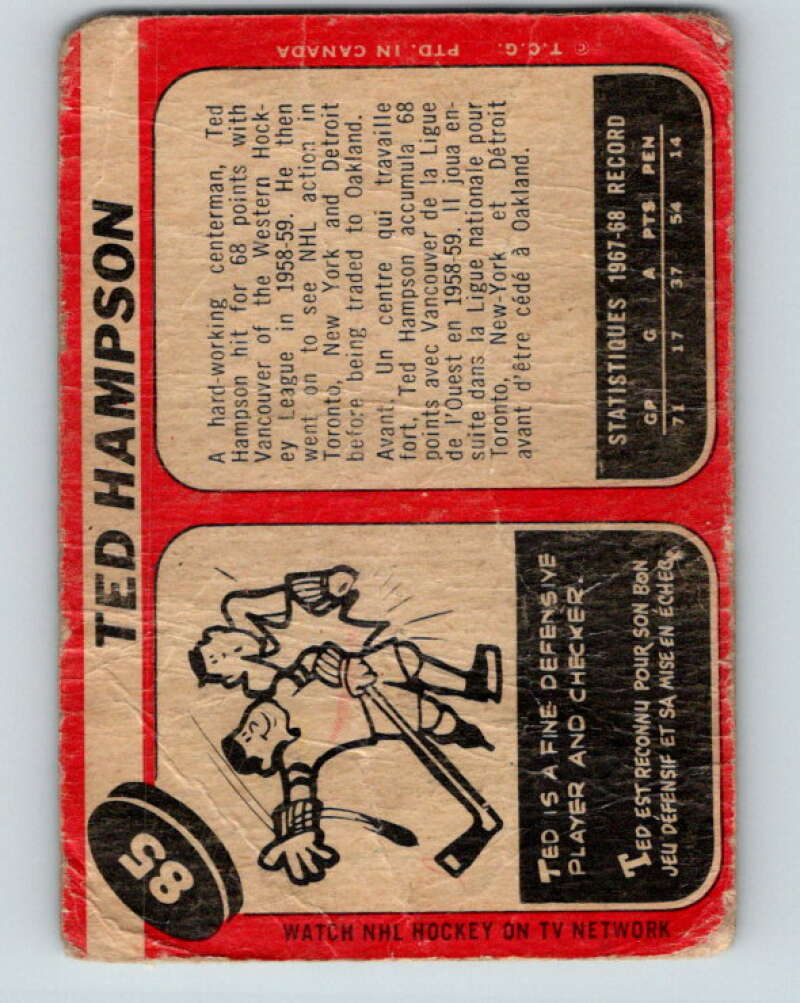 TED HAMPSON
85
WATCH NHL HOCKEY ON TV NETWORK
TED IS A FINE DEFENSIVE
PLAYER AND CHECKER.
TED EST RECONNU POUR SON BON
JEU DÉFENSIF ET SA MISE EN ÉCHEC.
A hard-working centerman, Ted
Hampson hit for 68 points with
Vancouver of the Western Hock-
ey League in 1958-59. He then
went on to see NHL action in
Toronto, New York and Detroit
before being traded to Oakland.
Avant. Un centre qui travaille
fort, Ted Hampson accumula 68
points avec Vancouver de la Ligue
de l'Ouest en 1958-59. Il joua en-
suite dans la Ligue nationale pour
Toronto, New-York et Détroit
avant d'être cédé à Oakland.
STATISTIQUES 1967-68 RECORD
GP G A PTS PEN
71 17 37 54 14
© T.C.G. PTD. IN CANADA